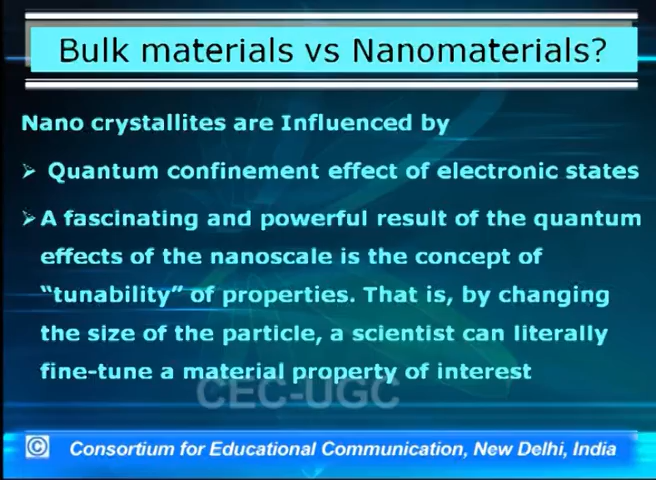 Bulk materials vs Nanomaterials?
Nano crystallites are Influenced by
➢ Quantum confinement effect of electronic states
➢ A fascinating and powerful result of the quantum
effects of the nanoscale is the concept of
“tunability” of properties. That is, by changing
the size of the particle, a scientist can literally
fine-tune a material property of interest
CEC-UGC
© Consortium for Educational Communication, New Delhi, India